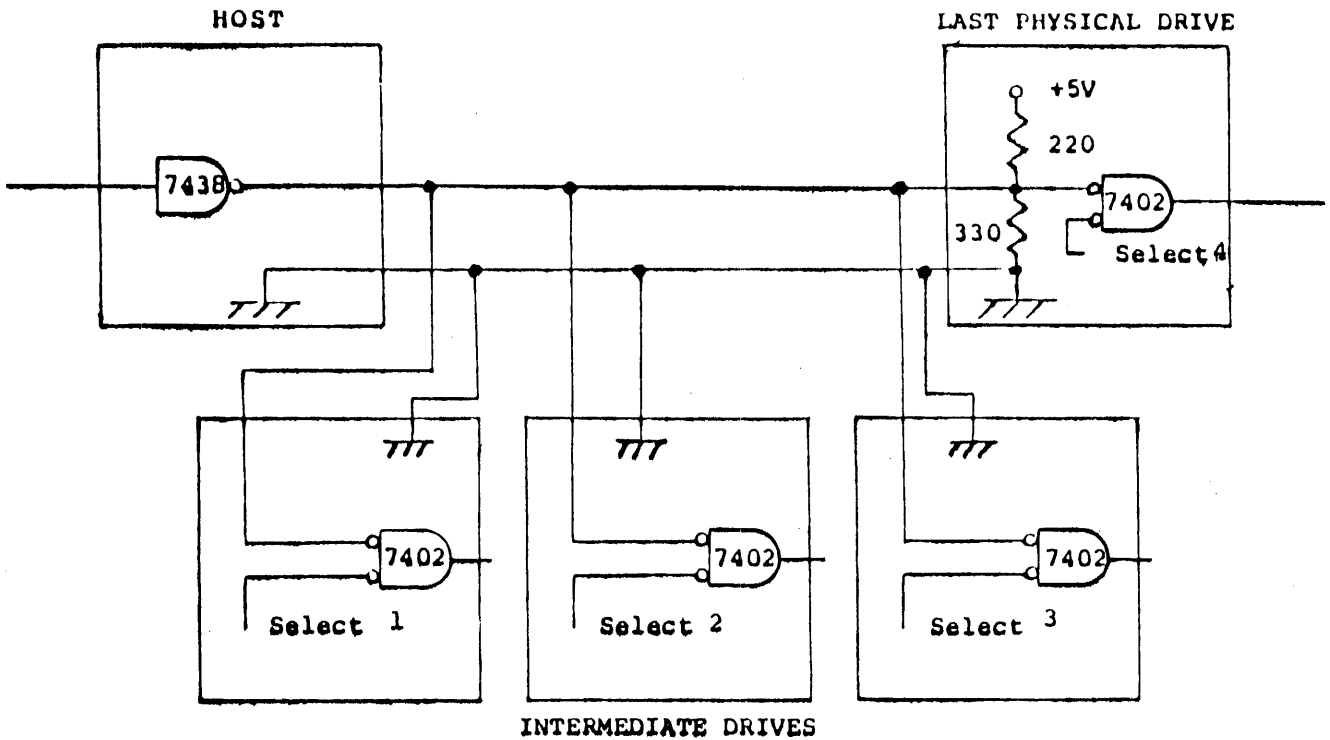 HOST
LAST PHYSICAL DRIVE
+5V
220
7438
7402
330
Select 4
7402
7402
7402
Select 1
Select 2
Select 3
INTERMEDIATE DRIVES